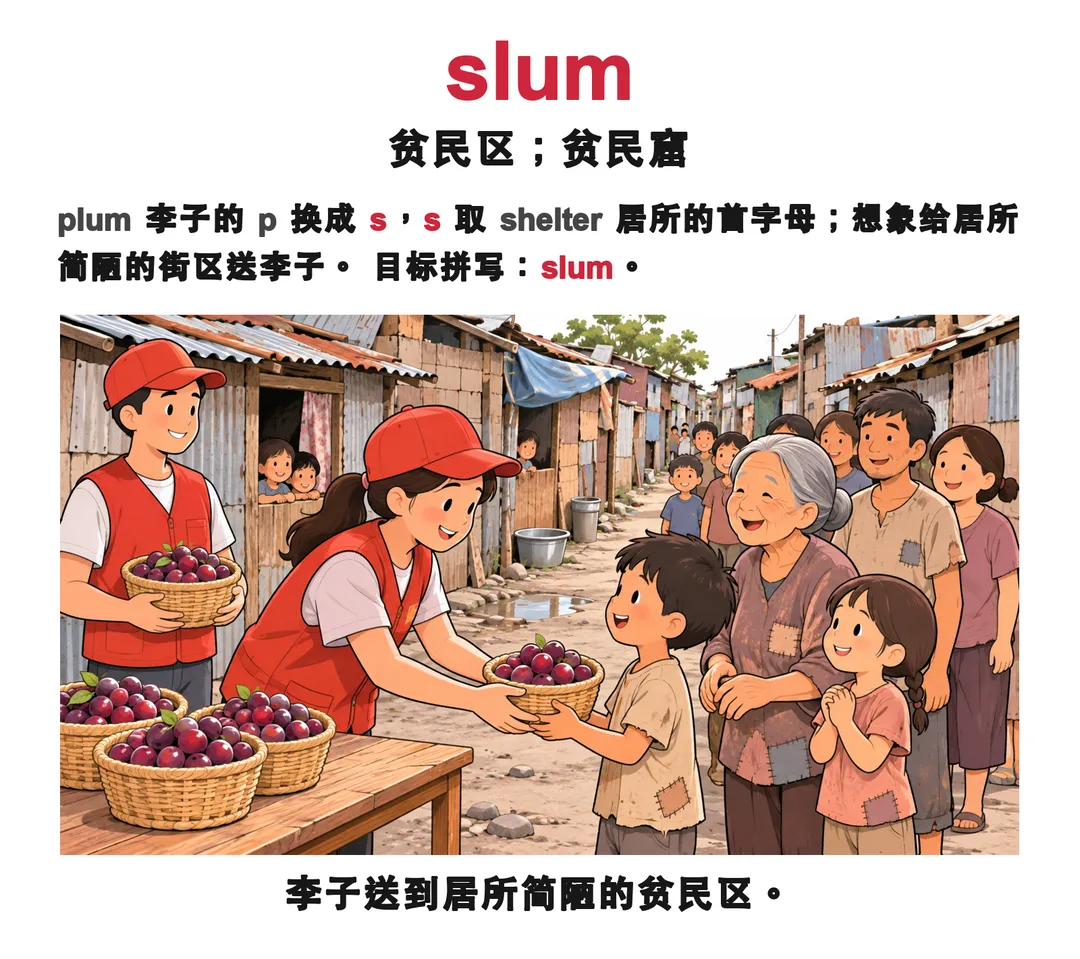 slum
贫民区；贫民窟
plum 李子的 p 换成 s，s 取 shelter 居所的首字母；想象给居所
简陋的街区送李子。 目标拼写：slum。
李子送到居所简陋的贫民区。